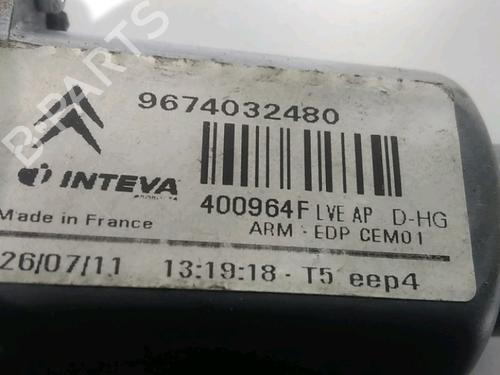 9674032480
INTEVA
PRODUCTS
400964F LVE AP D-HG
ARM - EDP CEM01
Made in France
26/07/11 13:19:18 - T5 eep4
B-PARTS